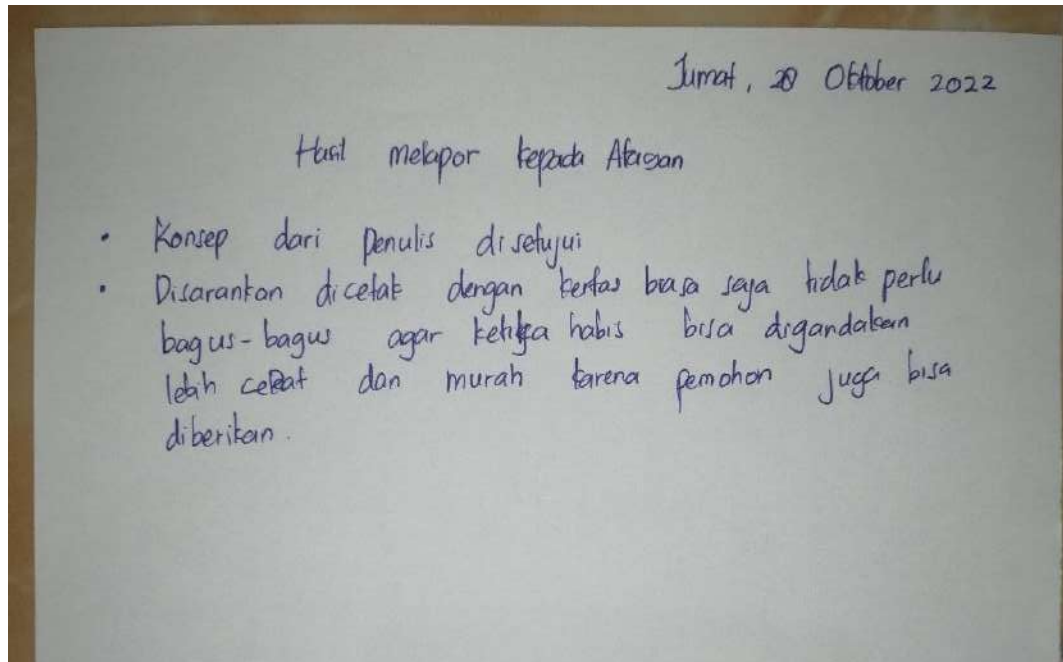 Jumat, 28 Oktober 2022
Hasil melapor kepada Atasan
• Konsep dari Penulis disetujui
• Disarankan dicetak dengan kertas biasa saja tidak perlu
bagus-bagus agar ketika habis bisa digandakan
lebih cepat dan murah karena pemohon juga bisa
diberikan.